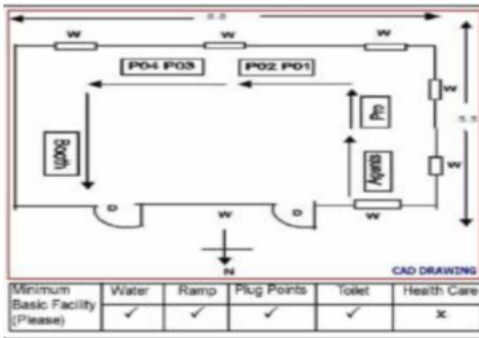 W W W
P04 P03 P02 P01
W
Pro
5.5
Booth
W
D W D
W
N
CAD DRAWING
Minimum Basic Facility (Please) Water Ramp Plug Points Toilet Health Care
✓ ✓ ✓ ✓ x